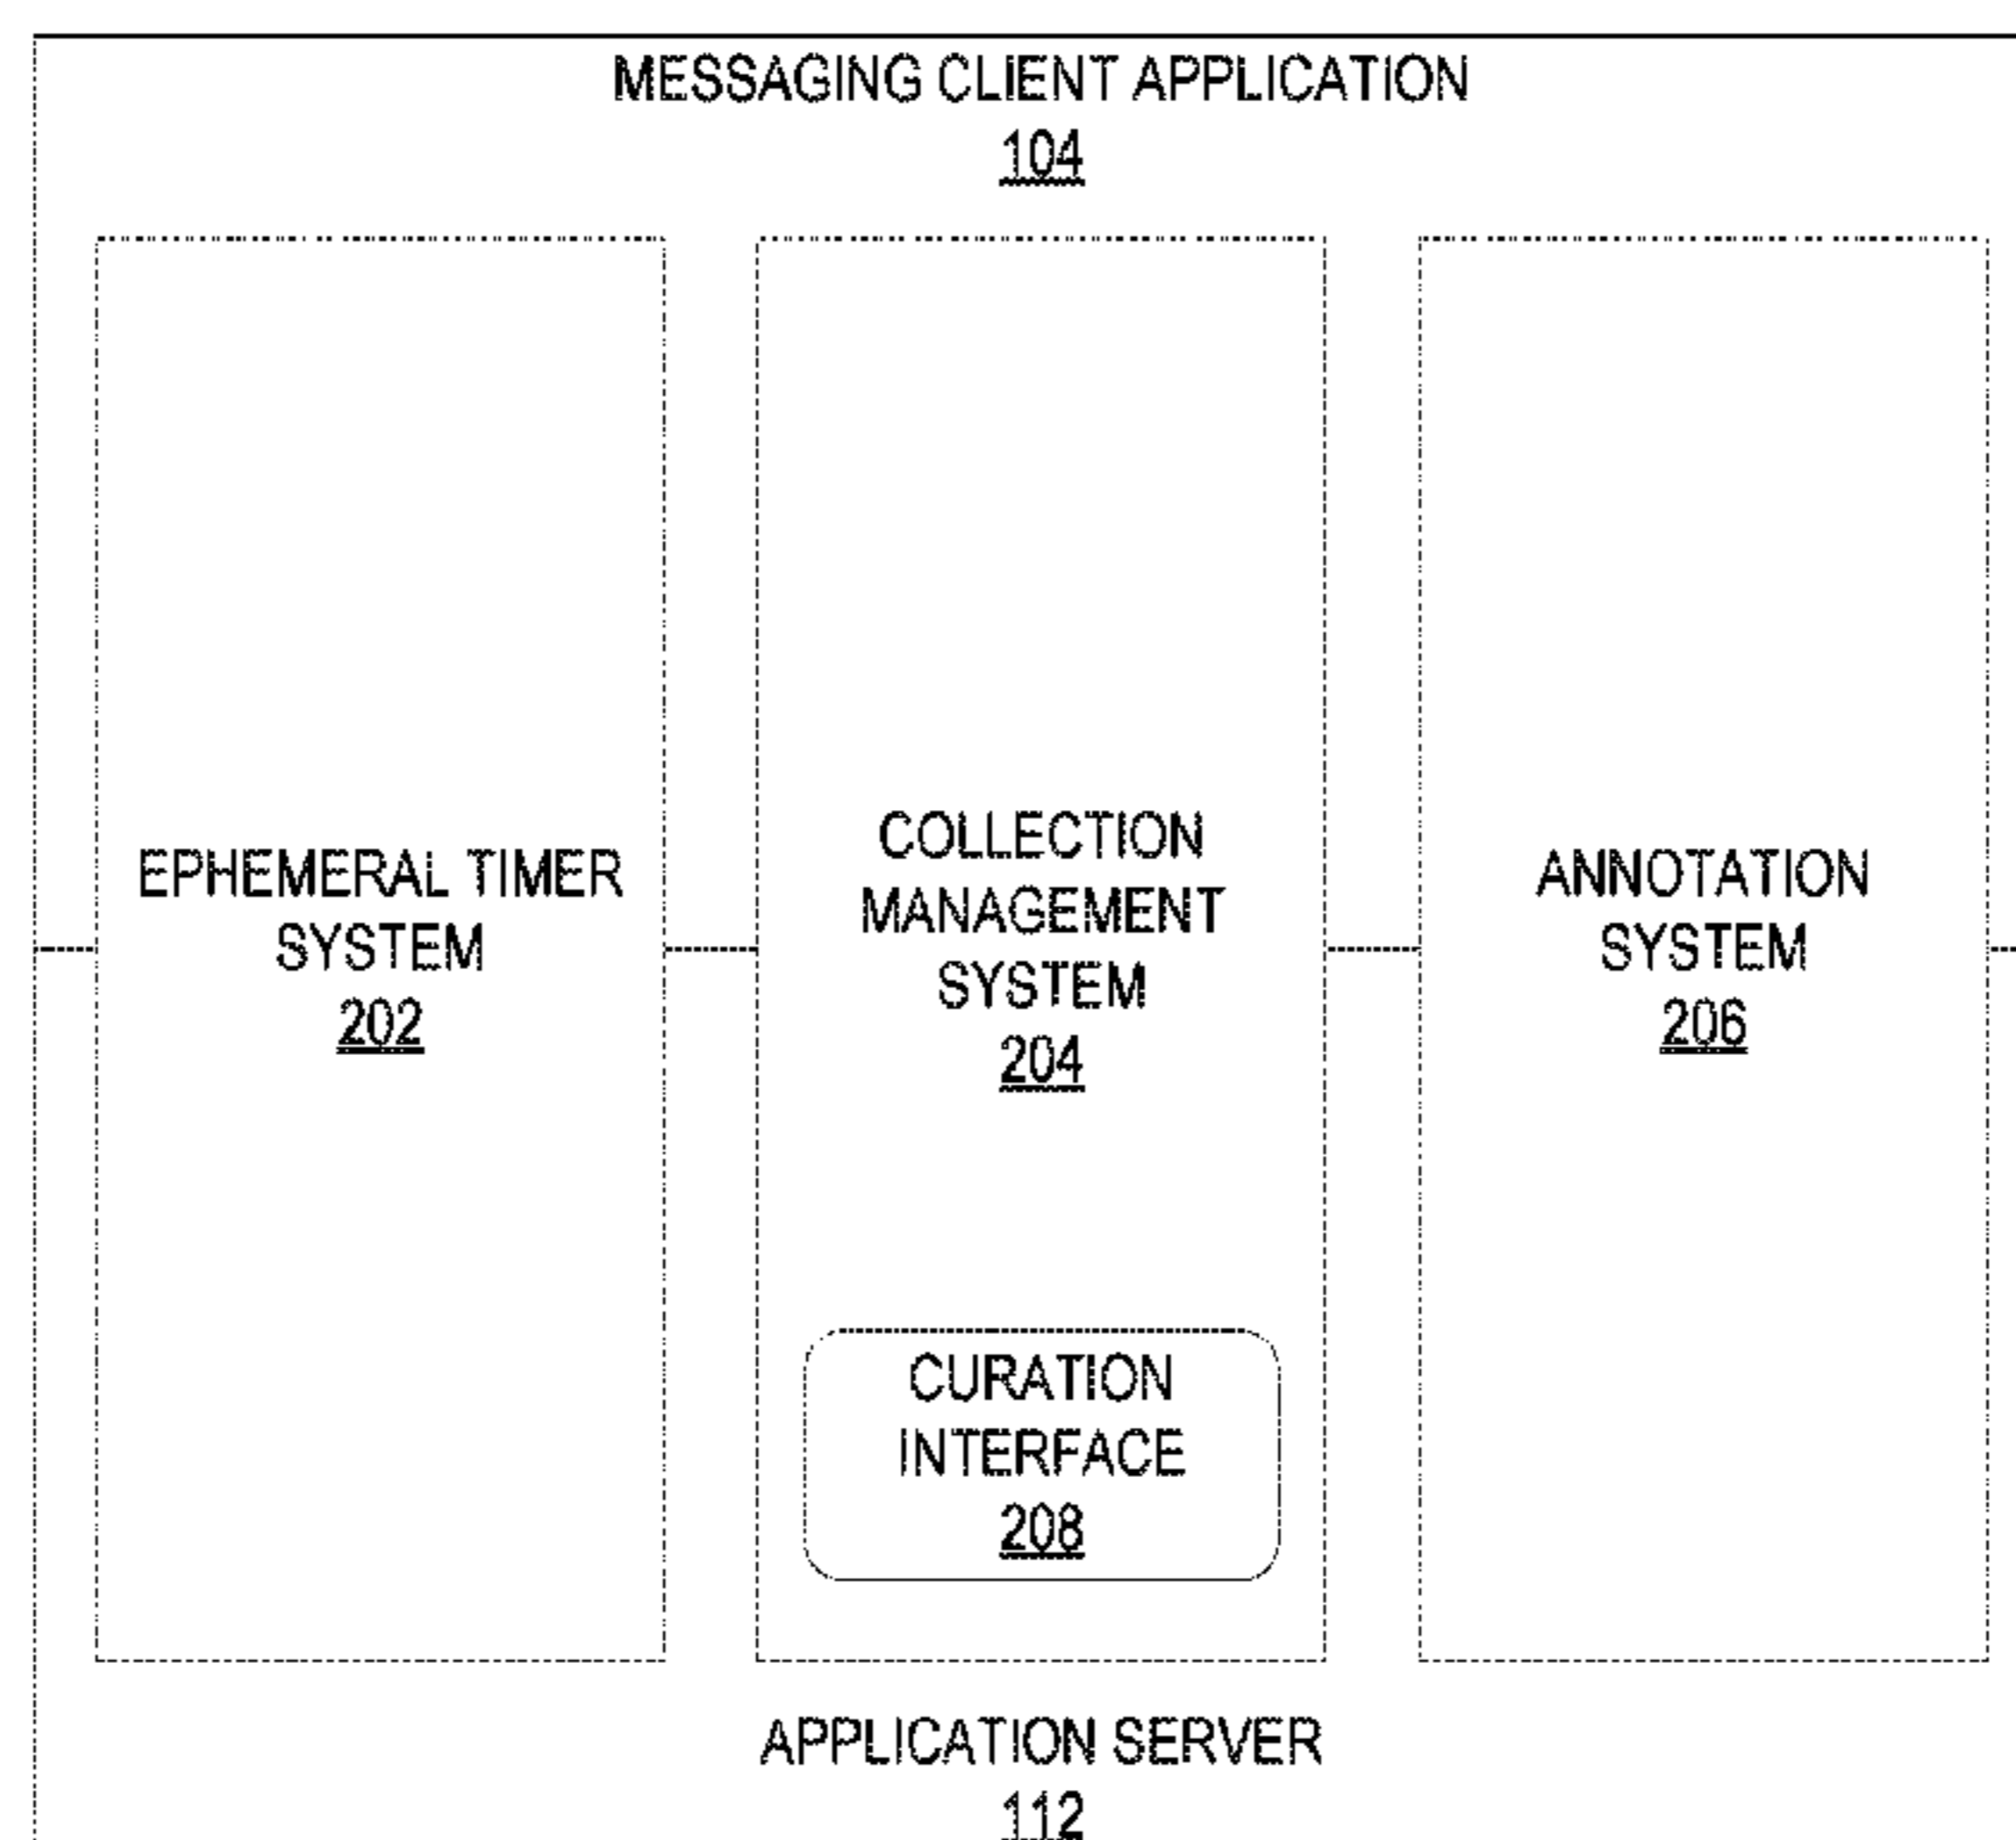 MESSAGING CLIENT APPLICATION
104
EPHEMERAL TIMER
SYSTEM
202
COLLECTION
MANAGEMENT
SYSTEM
204
CURATION
INTERFACE
208
ANNOTATION
SYSTEM
206
APPLICATION SERVER
112